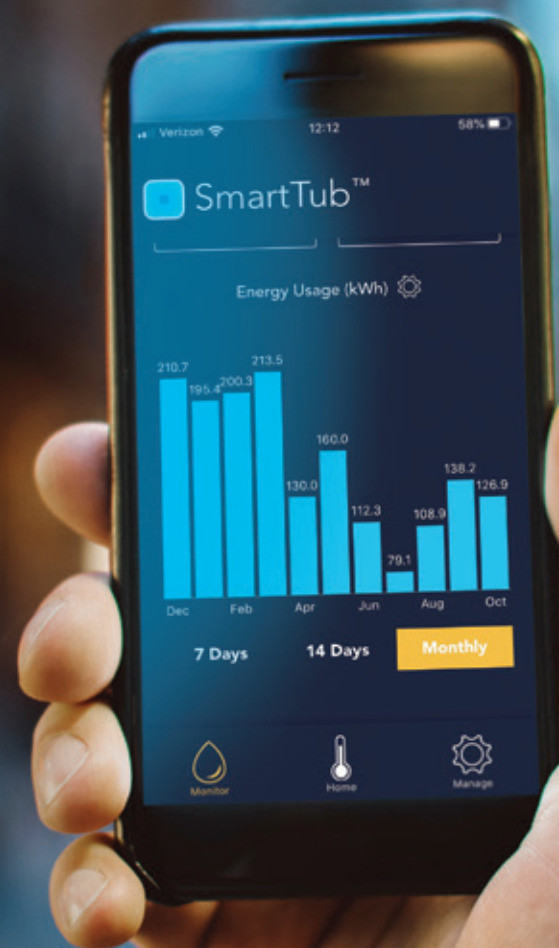 Verizon 12:12 58%
SmartTub™
Energy Usage (kWh)
210.7 195.4 200.3 213.5 130.0 160.0 112.3 79.1 108.9 138.2 126.9
Dec Feb Apr Jun Aug Oct
7 Days 14 Days Monthly
Monitor Home Manage